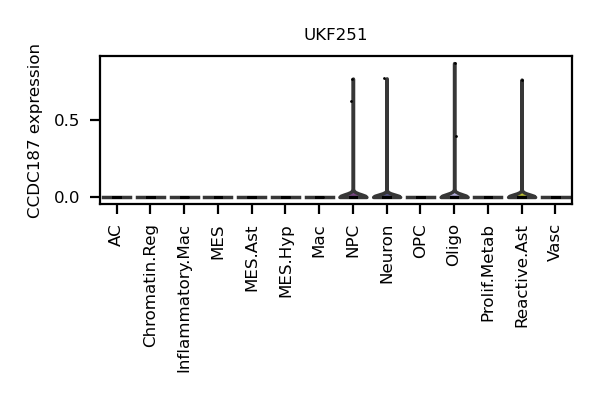 UKF251
CCDC187 expression
0.5
0.0
AC
Chromatin.Reg
Inflammatory.Mac
MES
MES.Ast
MES.Hyp
Mac
NPC
Neuron
OPC
Oligo
Prolif.Metab
Reactive.Ast
Vasc